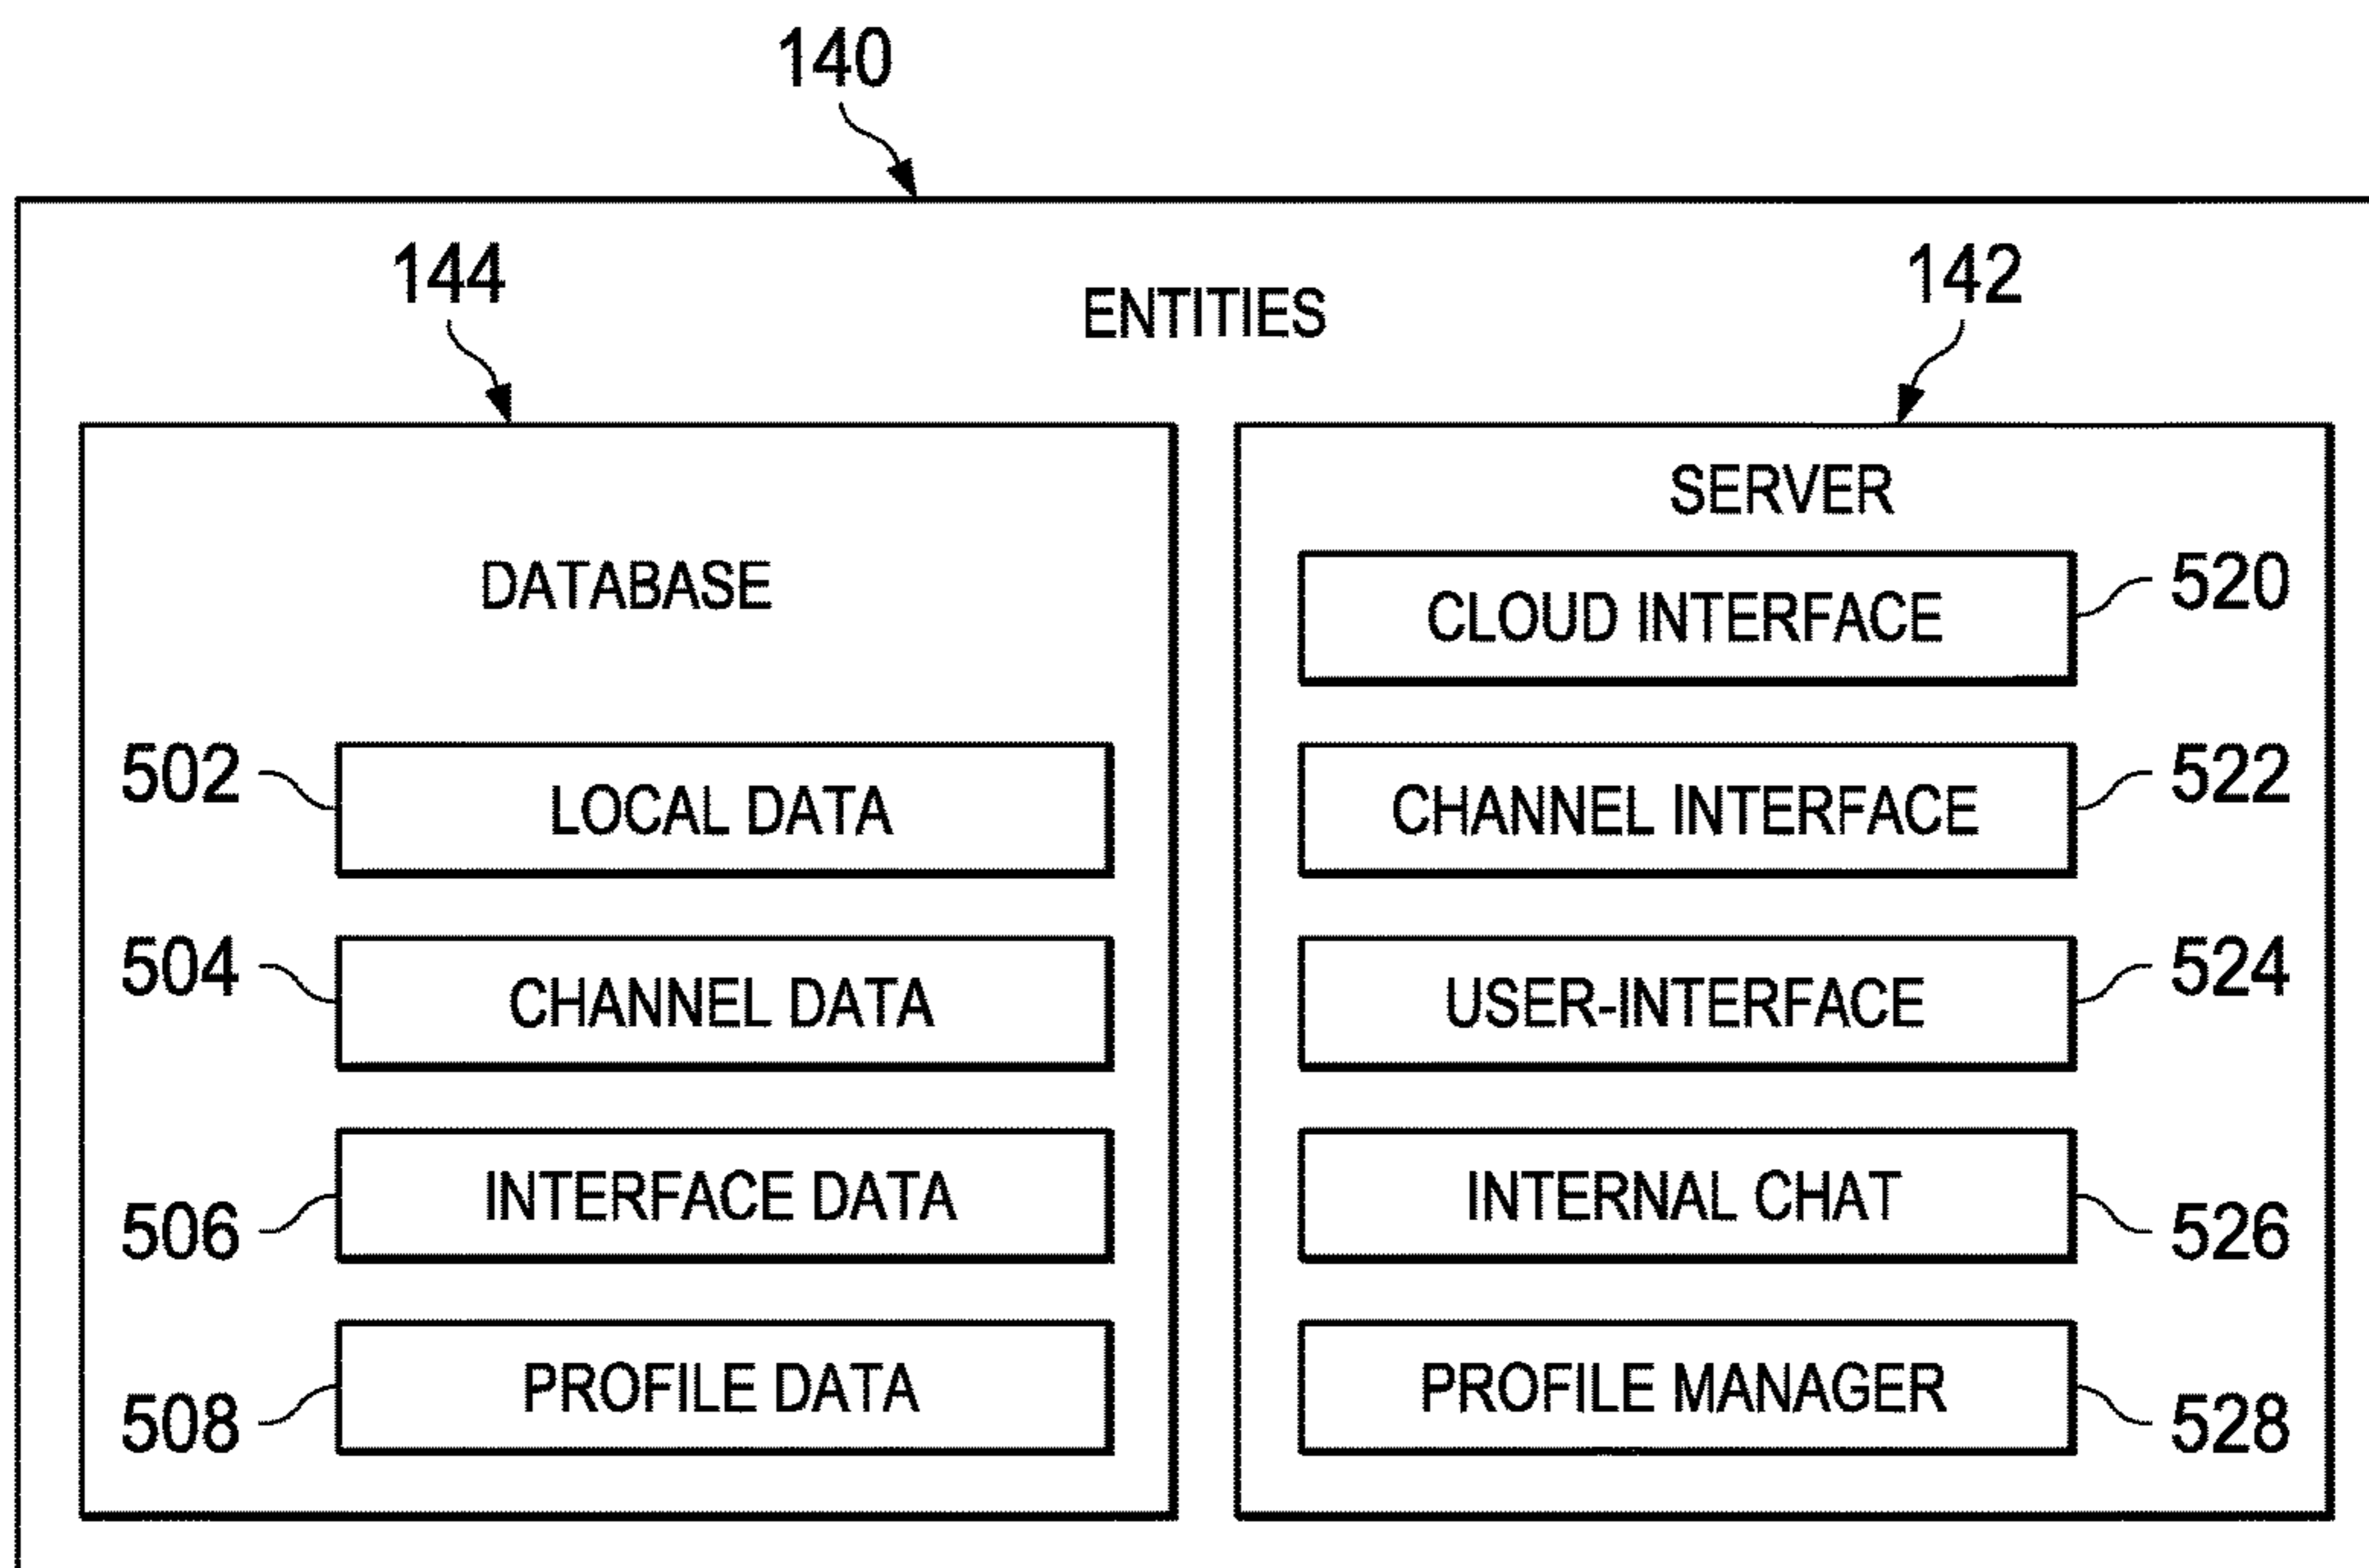 140
ENTITIES
144
142
DATABASE
502
LOCAL DATA
504
CHANNEL DATA
506
INTERFACE DATA
508
PROFILE DATA
SERVER
CLOUD INTERFACE
520
CHANNEL INTERFACE
522
USER-INTERFACE
524
INTERNAL CHAT
526
PROFILE MANAGER
528